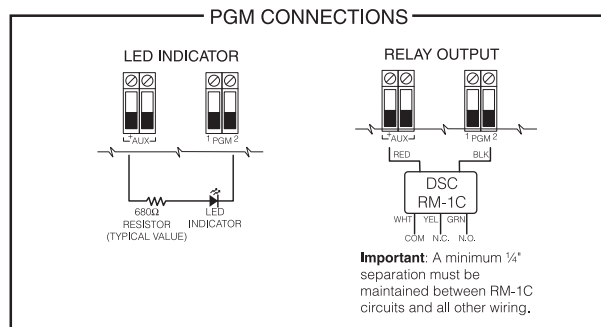 PGM CONNECTIONS
LED INDICATOR
+AUX-
1 PGM 2
680Ω
RESISTOR
(TYPICAL VALUE)
LED
INDICATOR
RELAY OUTPUT
+AUX-
1 PGM 2
RED
BLK
DSC
RM-1C
WHT YEL GRN
COM N.C. N.O.
Important: A minimum ¼"
separation must be
maintained between RM-1C
circuits and all other wiring.